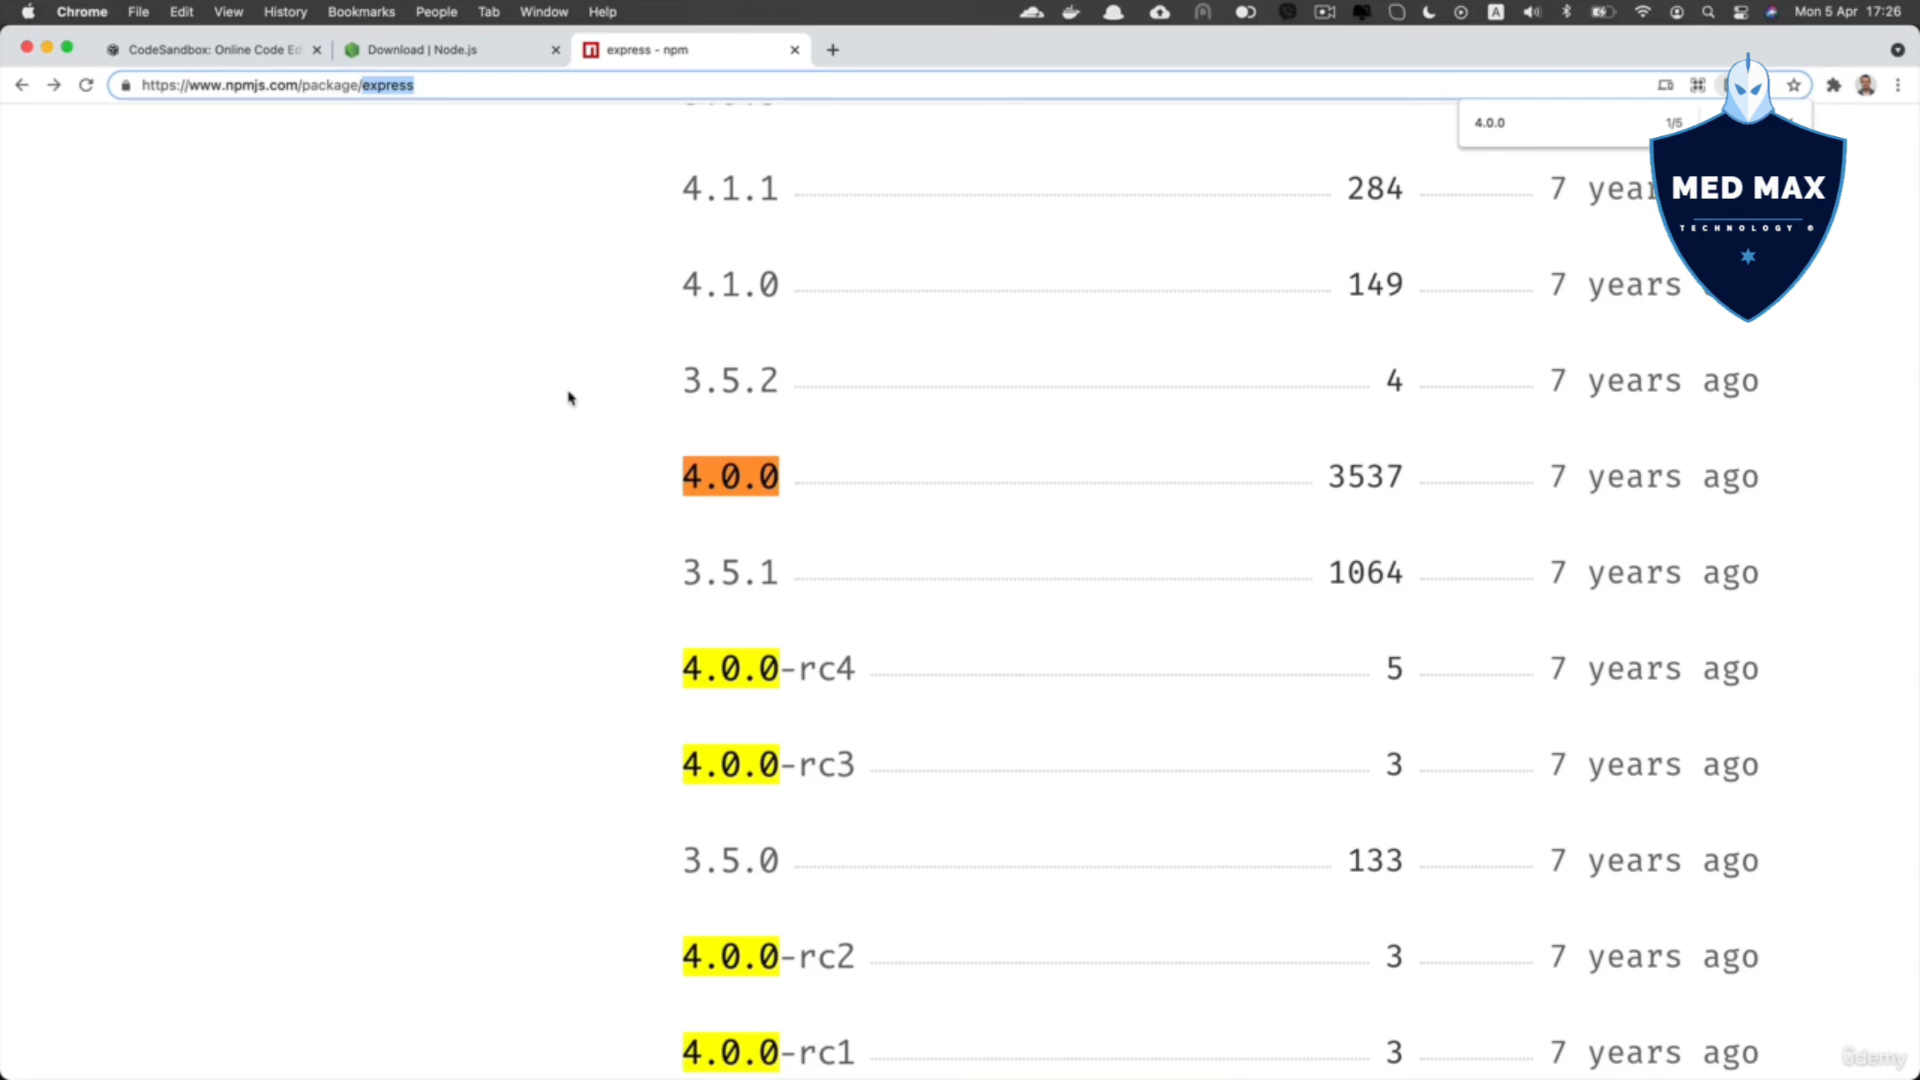 Chrome File Edit View History Bookmarks People Tab Window Help
A
Mon 5 Apr 17:26
CodeSandbox: Online Code Ed
Download | Node.js
express - npm
https://www.npmjs.com/package/express
4.0.0 1/5
4.1.1 284 7 year
4.1.0 149 7 years
3.5.2 4 7 years ago
4.0.0 3537 7 years ago
3.5.1 1064 7 years ago
4.0.0-rc4 5 7 years ago
4.0.0-rc3 3 7 years ago
3.5.0 133 7 years ago
4.0.0-rc2 3 7 years ago
4.0.0-rc1 3 7 years ago
MED MAX
TECHNOLOGY ©
ûdemy